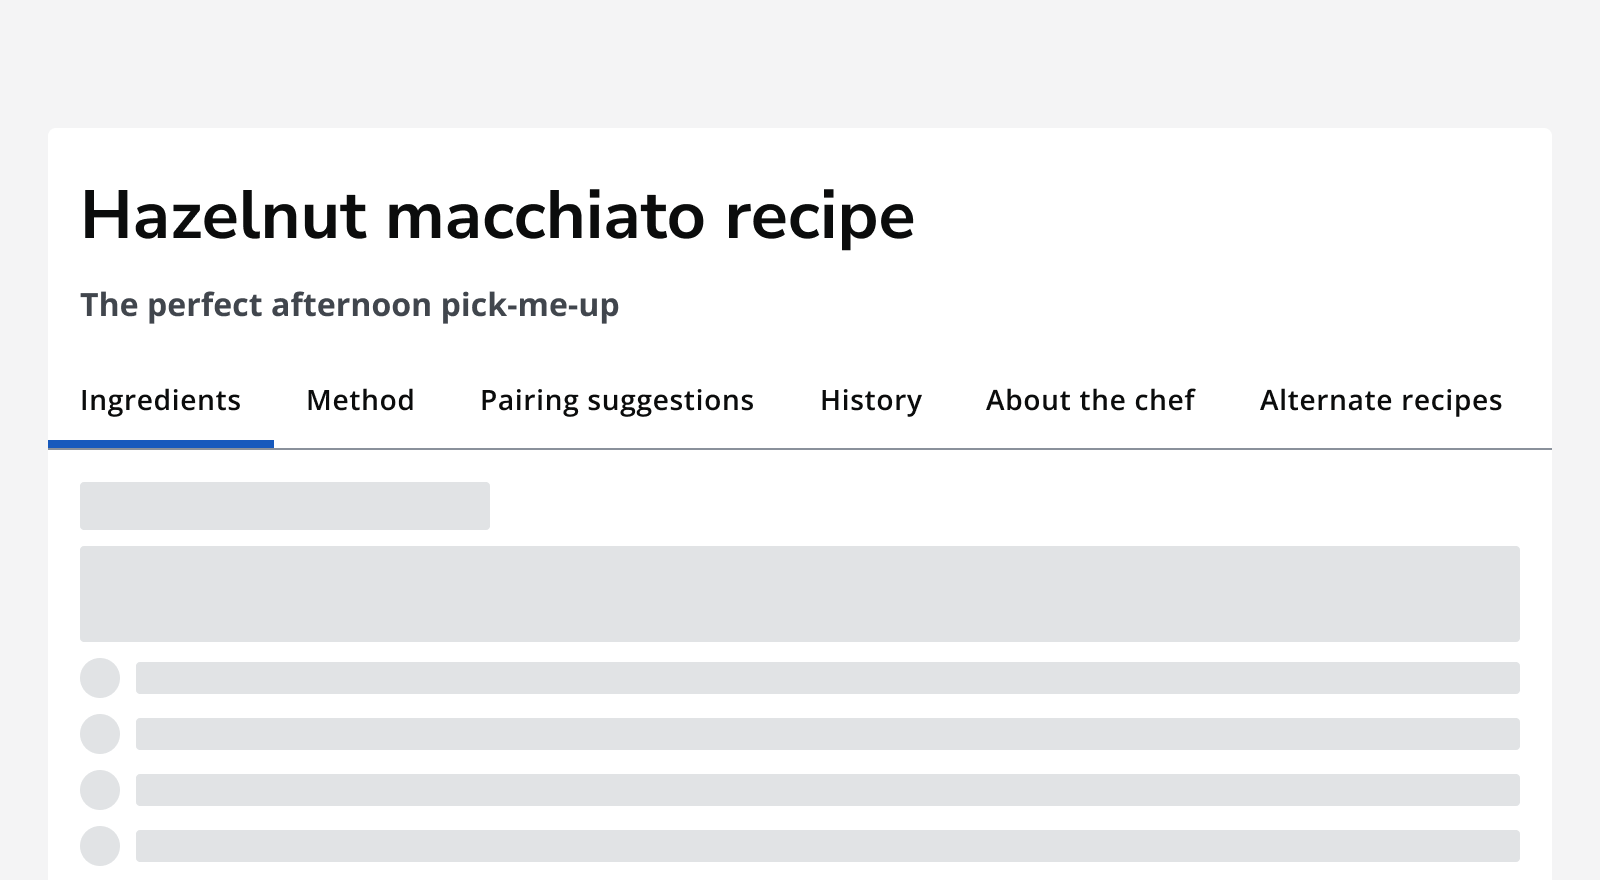 Hazelnut macchiato recipe
The perfect afternoon pick-me-up
Ingredients Method Pairing suggestions History About the chef Alternate recipes